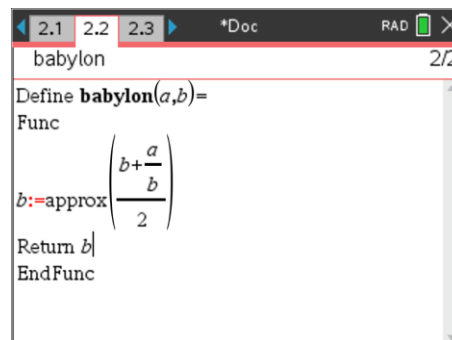 2.1 2.2 2.3 *Doc RAD
babylon 2/2
Define babylon(a,b)=
Func
b:=approx((b+a/b)/2)
Return b
EndFunc